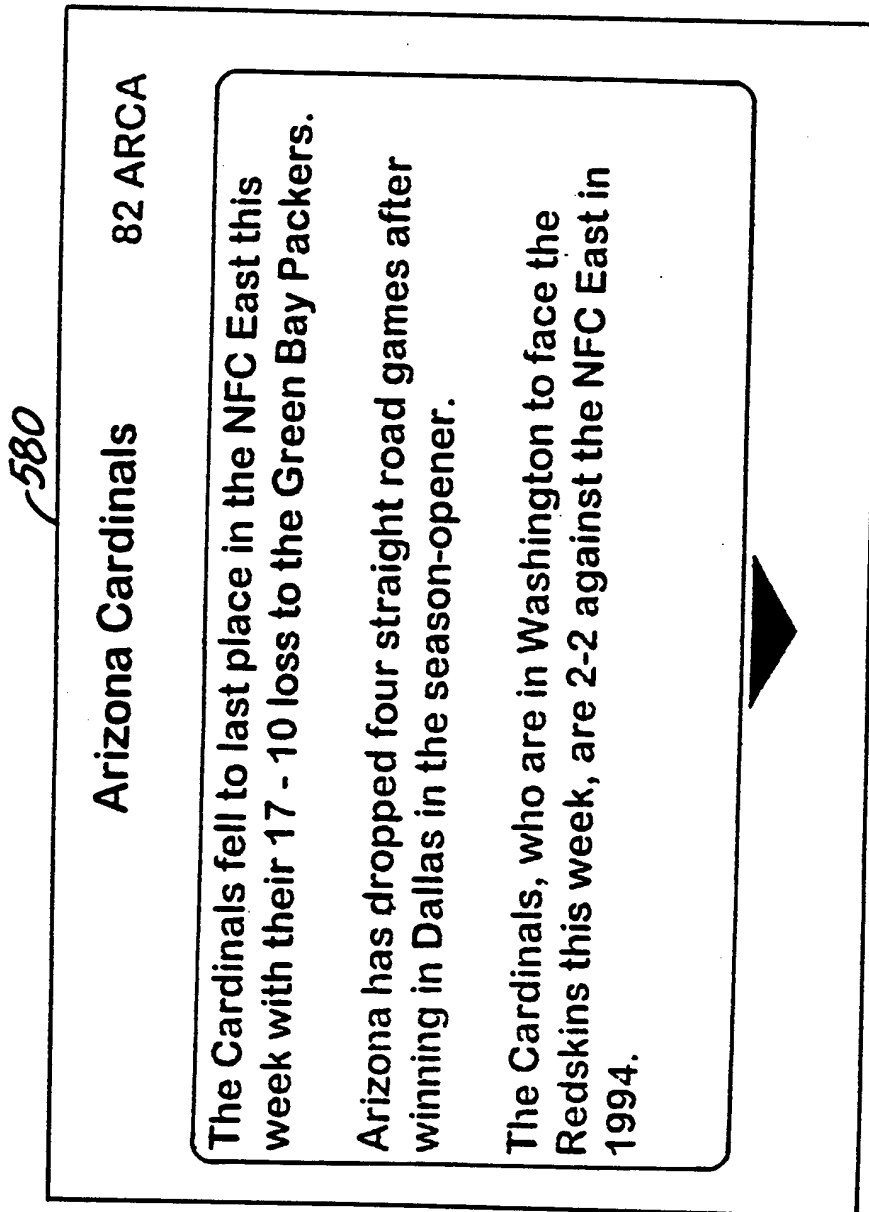 580
Arizona Cardinals 82 ARCA
The Cardinals fell to last place in the NFC East this
week with their 17 - 10 loss to the Green Bay Packers.
Arizona has dropped four straight road games after
winning in Dallas in the season-opener.
The Cardinals, who are in Washington to face the
Redskins this week, are 2-2 against the NFC East in
1994.